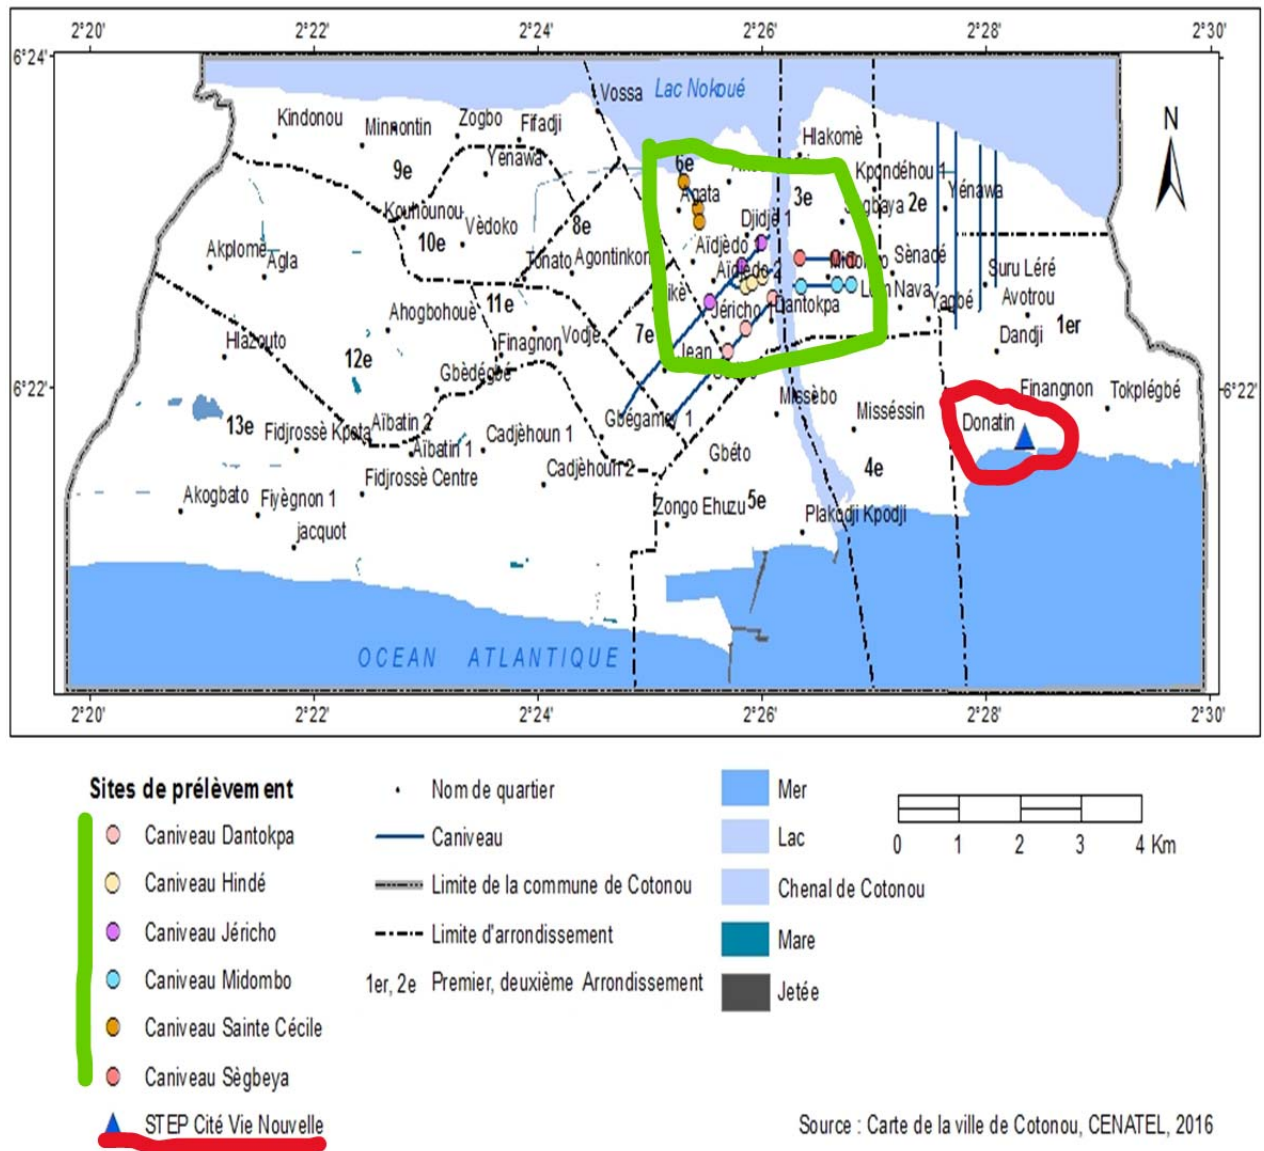 2°20' 2°22' 2°24' 2°26' 2°28' 2°30'
6°24'
Vossa Lac Nokoué
Kindonou Minnontin Zogbo Fifadji
Hlakomè
N
Yénawa 9e 6e
Kpondéhou 1
Agata 3e 2e Yénawa
Kouhounou Vèdoko 8e Djidjè 1
10e
Akplomè Agla Tonato Agontinkon Aïdjèdo 1 Sènadé
Aïdjèdo 2 Suru Léré
11e Jéricho 1 Dantokpa Nava Yagbé Avotrou
Ahogbohouè 1er
Hlazouto 12e Finagnon Vodjè 7e Jean Dandji
Gbèdégbé
6°22' Finangnon Tokplégbé 6°22'
Missèbo Misséssin Donatin
13e Fidjrossè Kpota Aïbatin 2 Gbégamey 1
Aïbatin 1 Cadjèhoun 1 Gbéto
Fidjrossè Centre Cadjèhoun 2 4e
Akogbato Fiyègnon 1 Zongo Ehuzu 5e Plakodji Kpodji
jacquot
OCEAN ATLANTIQUE
2°20' 2°22' 2°24' 2°26' 2°28' 2°30'
Sites de prélèvement
Caniveau Dantokpa
Caniveau Hindé
Caniveau Jéricho
Caniveau Midombo
Caniveau Sainte Cécile
Caniveau Sègbeya
STEP Cité Vie Nouvelle
Nom de quartier
Caniveau
Limite de la commune de Cotonou
Limite d'arrondissement
1er, 2e Premier, deuxième Arrondissement
Mer
Lac
Chenal de Cotonou
Mare
Jetée
0 1 2 3 4 Km
Source : Carte de la ville de Cotonou, CENATEL, 2016